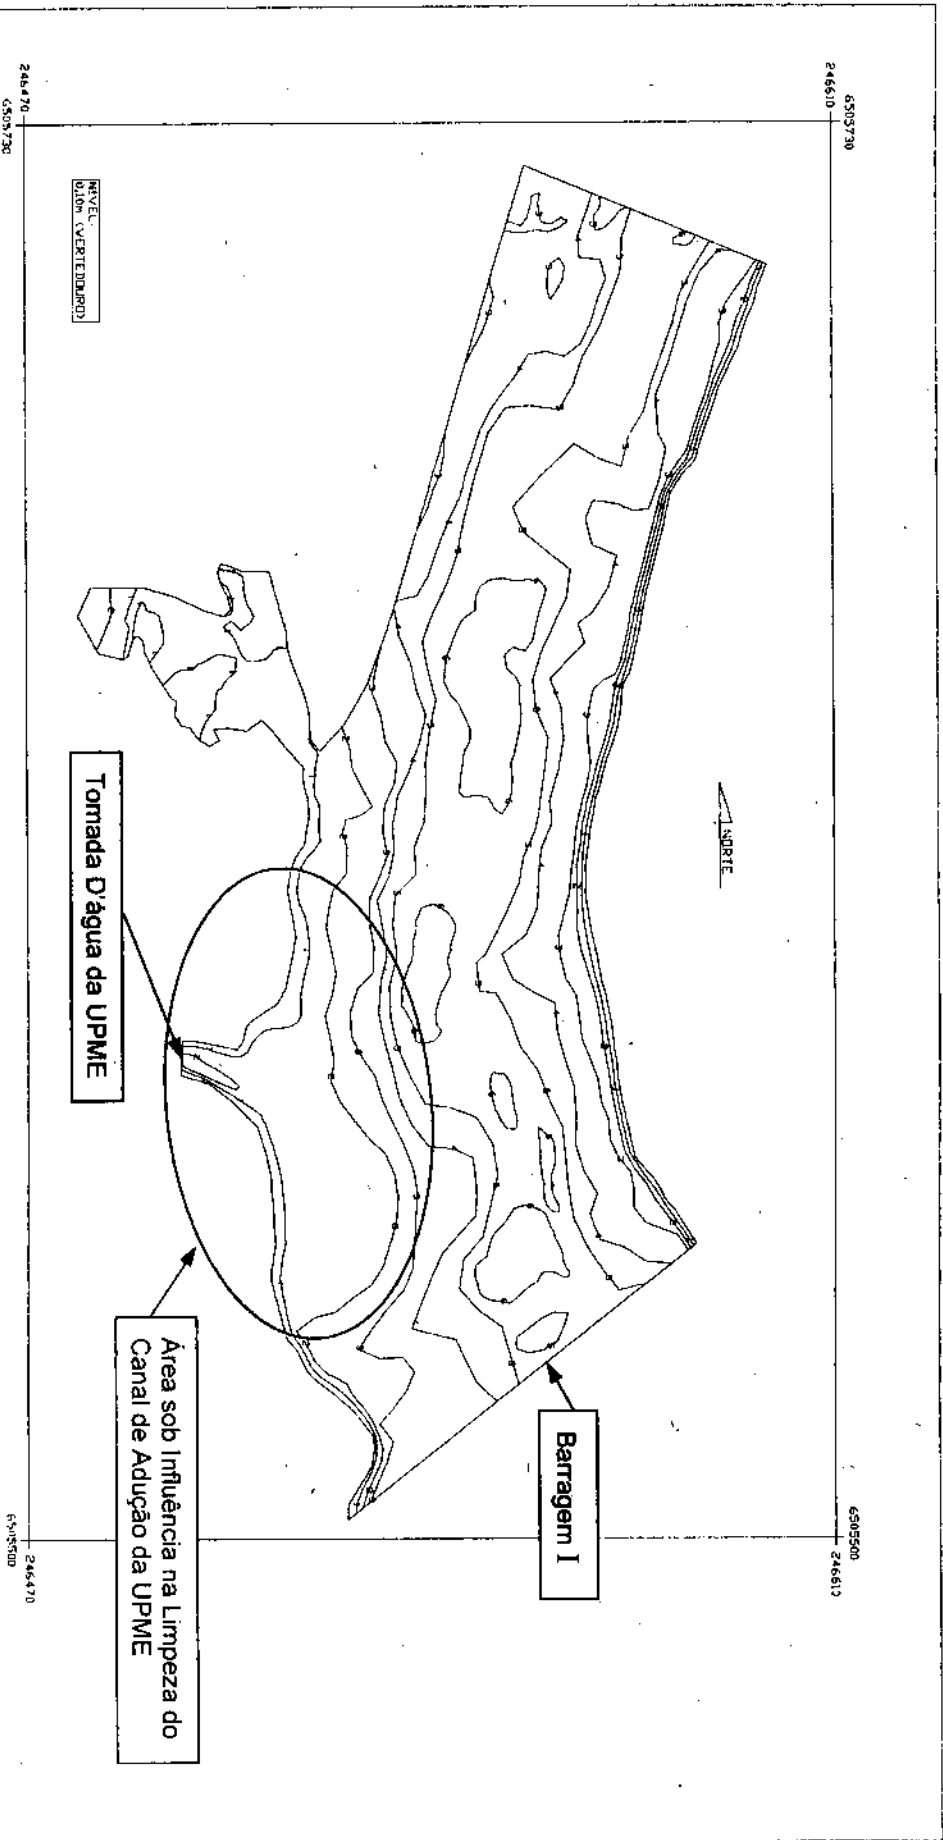 246610
6505730
246470
6505730
NÍVEL:
0,10m (VERTEDOURO)
NORTE
Tomada D'água da UPME
Área sob Influência na Limpeza do
Canal de Adução da UPME
Barragem I
6505500
246610
6505500
246470